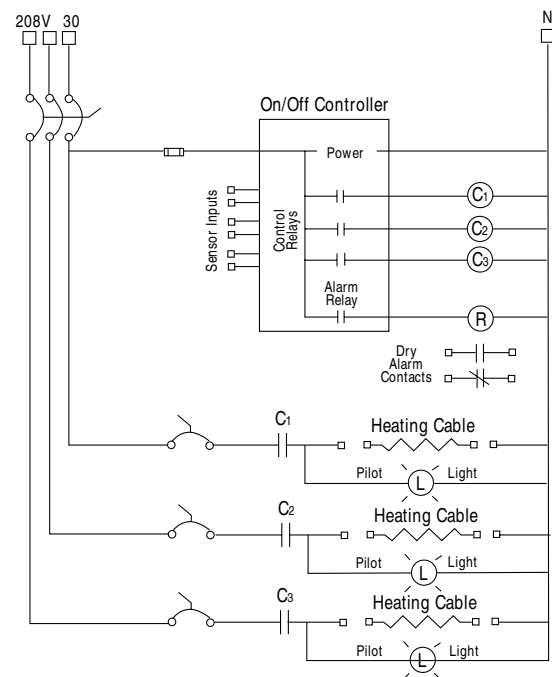 208V 30
N
On/Off Controller
Power
Sensor Inputs
Control
Relays
C1
C2
C3
Alarm
Relay
R
Dry
Alarm
Contacts
C1
Heating Cable
Pilot
L
Light
C2
Heating Cable
Pilot
L
Light
C3
Heating Cable
Pilot
L
Light